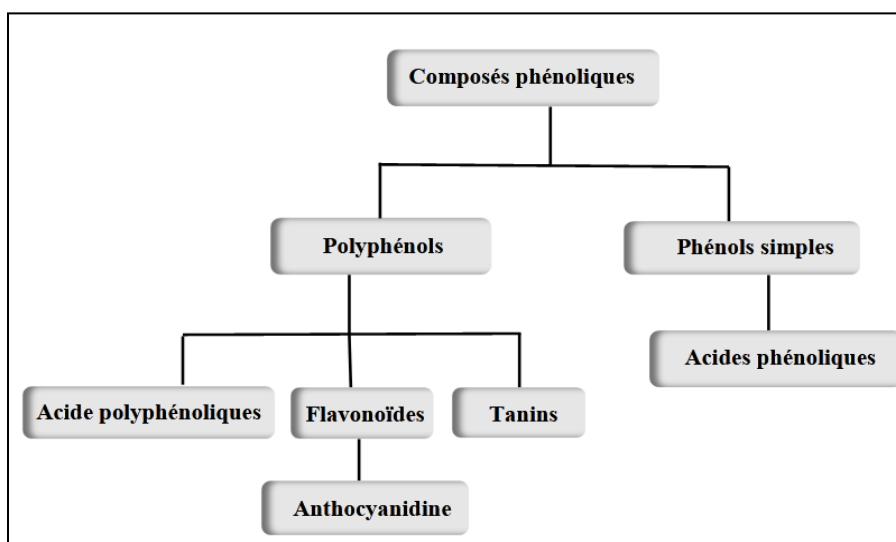 Composés phénoliques
Polyphénols
Phénols simples
Acides phénoliques
Acide polyphénoliques
Flavonoïdes
Tanins
Anthocyanidine